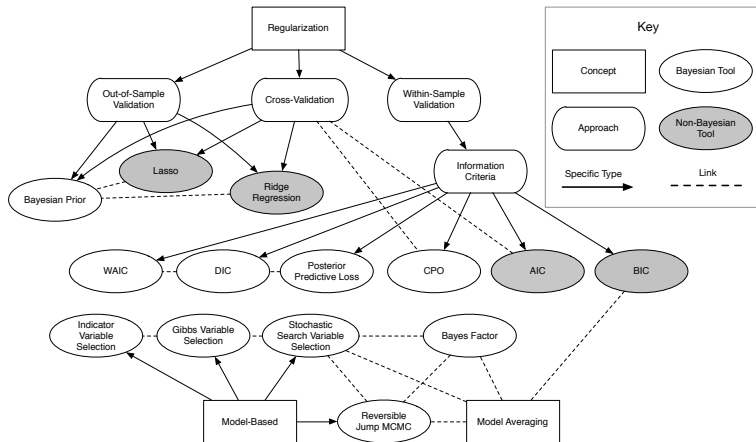 Regularization
Key
Concept
Bayesian Tool
Out-of-Sample
Validation
Cross-Validation
Within-Sample
Validation
Approach
Non-Bayesian
Tool
Lasso
Information
Criteria
Specific Type
Link
Bayesian Prior
Ridge
Regression
WAIC
DIC
Posterior
Predictive Loss
CPO
AIC
BIC
Indicator
Variable
Selection
Gibbs Variable
Selection
Stochastic
Search Variable
Selection
Bayes Factor
Model-Based
Reversible
Jump MCMC
Model Averaging